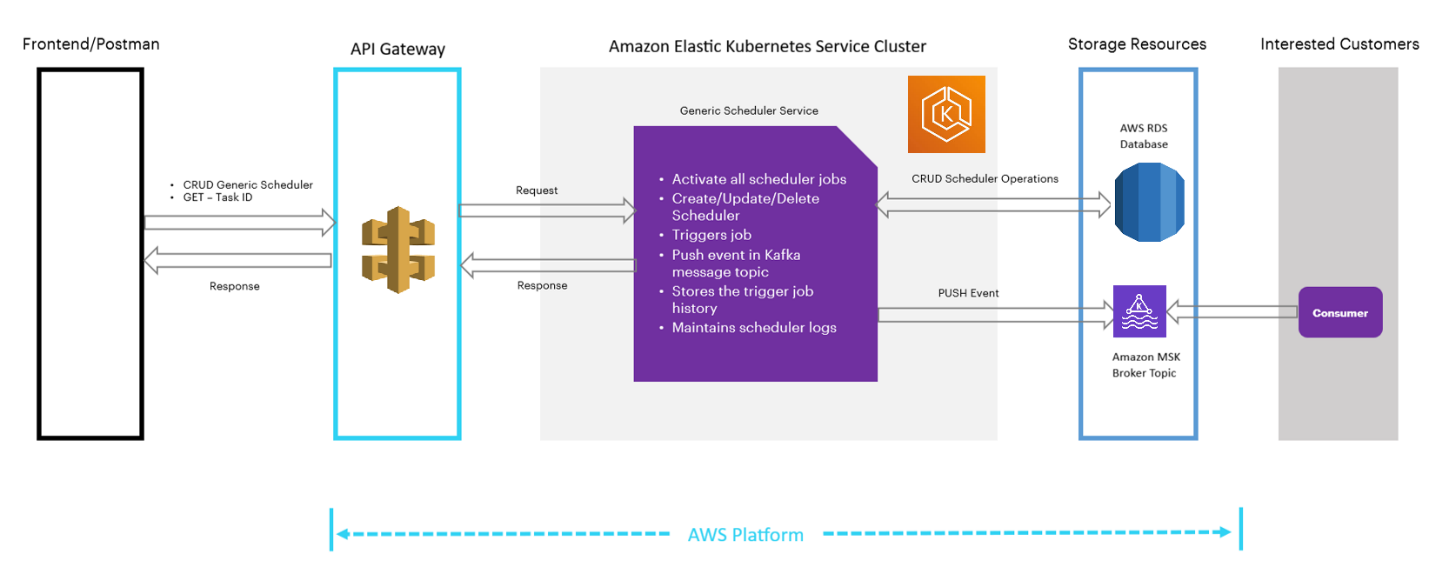 Frontend/Postman
API Gateway
Amazon Elastic Kubernetes Service Cluster
Storage Resources
Interested Customers
Generic Scheduler Service
K
• CRUD Generic Scheduler
• GET – Task ID
Response
Request
Response
• Activate all scheduler jobs
• Create/Update/Delete
Scheduler
• Triggers job
• Push event in Kafka
message topic
• Stores the trigger job
history
• Maintains scheduler logs
CRUD Scheduler Operations
PUSH Event
AWS RDS
Database
K
Amazon MSK
Broker Topic
Consumer
AWS Platform